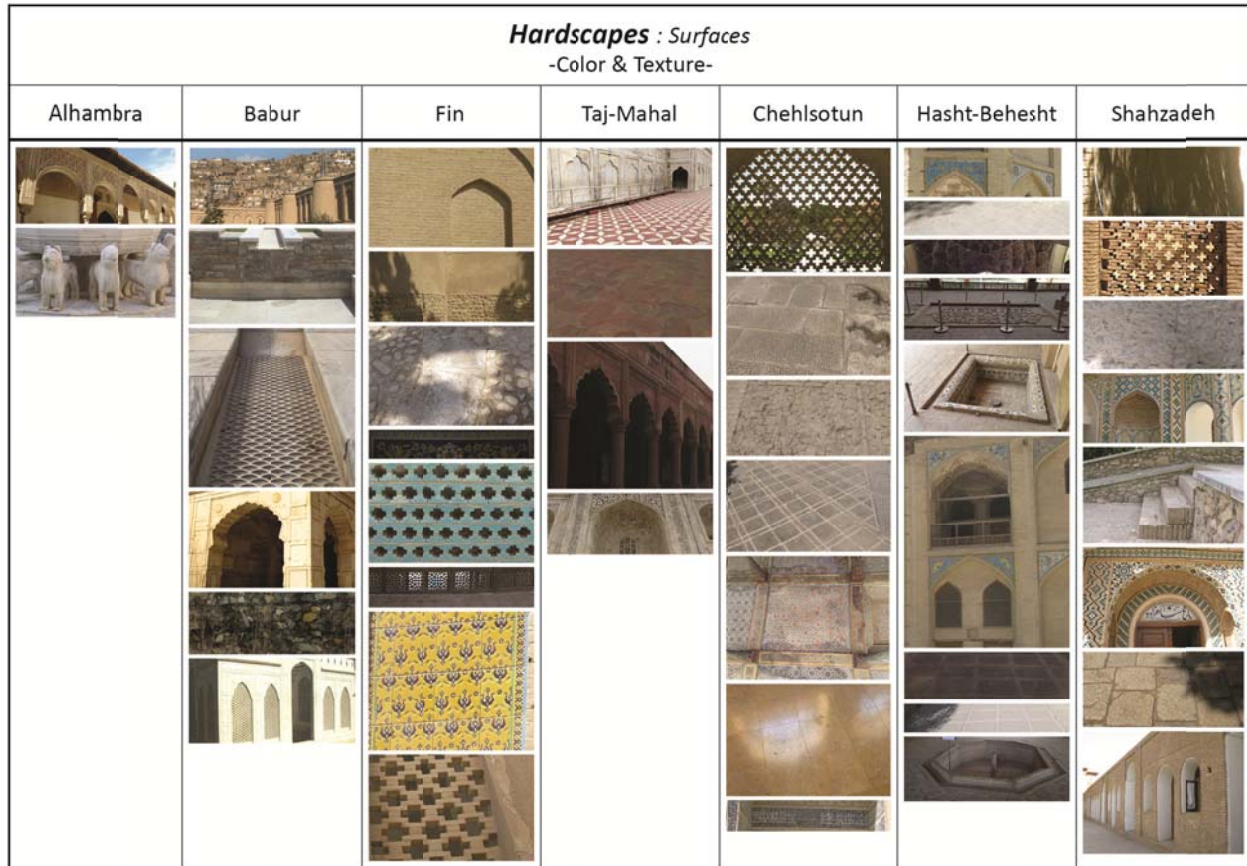 Hardscapes : Surfaces
-Color & Texture-
Alhambra
Babur
Fin
Taj-Mahal
Chehlsotun
Hasht-Behesht
Shahzadeh